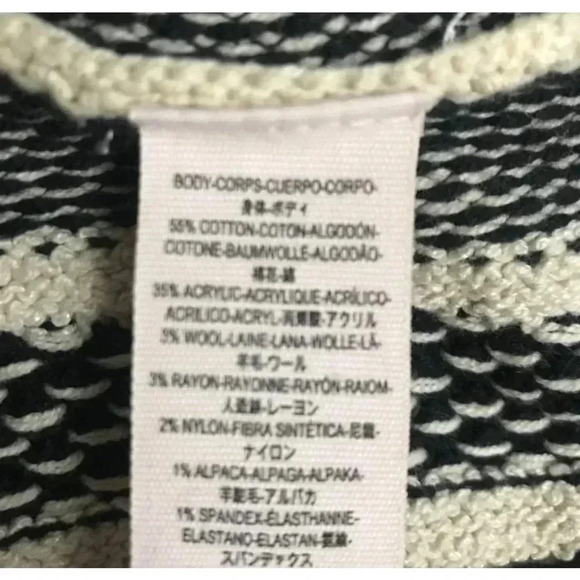 BODY-CORPS-CUERPO-CORPO-
身体-ボディ
55% COTTON-COTON-ALGODÓN-
COTONE-BAUMWOLLE-ALGODÃO-
棉花-綿
35% ACRYLIC-ACRYLIQUE-ACRÍLICO-
ACRILICO-ACRYL-丙烯酸-アクリル
3% WOOL-LAINE-LANA-WOLLE-LÃ-
羊毛-ウール
3% RAYON-RAYONNE-RAYÓN-RAIOM-
人造絲-レーヨン
2% NYLON-FIBRA SINTÉTICA-尼龍-
ナイロン
1% ALPACA-ALPAGA-ALPAKA-
羊駝毛-アルパカ
1% SPANDEX-ÉLASTHANNE-
ELASTANO-ELASTAN-氨綸-
スパンデックス